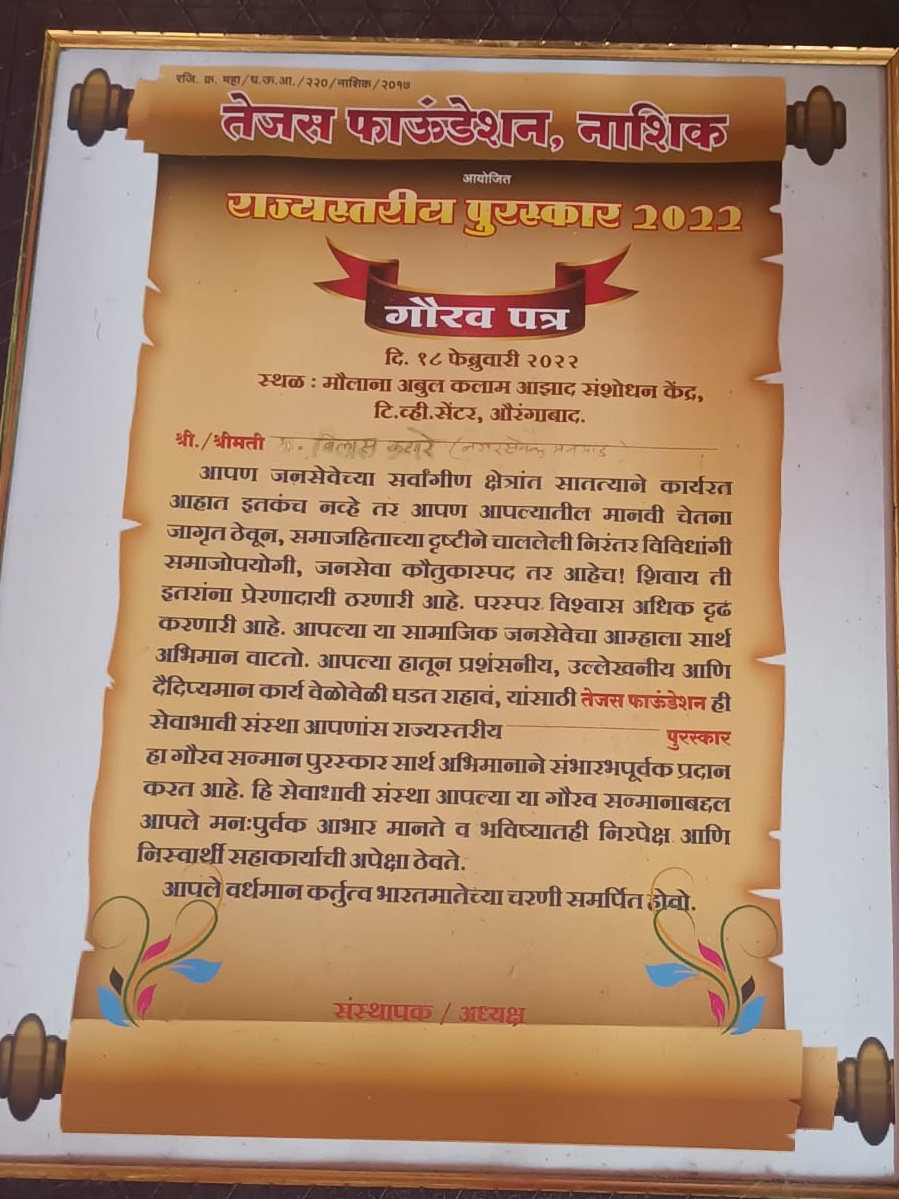 रजि. क्र. महा/ध.ऊ.आ./२२०/नाशिक/२०१७
तेजस फाऊंडेशन, नाशिक
आयोजित
राज्यस्तरीय पुरस्कार 2022
गौरव पत्र
दि. १८ फेब्रुवारी २०२२
स्थळ : मौलाना अबुल कलाम आझाद संशोधन केंद्र,
टि.व्ही.सेंटर, औरंगाबाद.
श्री./श्रीमती विलास
आपण जनसेवेच्या सर्वांगीण क्षेत्रांत सातत्याने कार्यरत
आहात इतकंच नव्हे तर आपण आपल्यातील मानवी चेतना
जागृत ठेवून, समाजहिताच्या दृष्टीने चाललेली निरंतर विविधांगी
समाजोपयोगी, जनसेवा कौतुकास्पद तर आहेच! शिवाय ती
इतरांना प्रेरणादायी ठरणारी आहे. परस्पर विश्वास अधिक दृढ
करणारी आहे. आपल्या या सामाजिक जनसेवेचा आम्हाला सार्थ
अभिमान वाटतो. आपल्या हातून प्रशंसनीय, उल्लेखनीय आणि
दैदिप्यमान कार्य वेळोवेळी घडत राहावं, यांसाठी तेजस फाऊंडेशन ही
सेवाभावी संस्था आपणांस राज्यस्तरीय पुरस्कार
हा गौरव सन्मान पुरस्कार सार्थ अभिमानाने संभारभपूर्वक प्रदान
करत आहे. हि सेवाभावी संस्था आपल्या या गौरव सन्मानाबद्दल
आपले मनःपुर्वक आभार मानते व भविष्यातही निरपेक्ष आणि
निस्वार्थी सहाकार्याची अपेक्षा ठेवते.
आपले वर्धमान कर्तुत्व भारतमातेच्या चरणी समर्पित होवो.
संस्थापक / अध्यक्ष